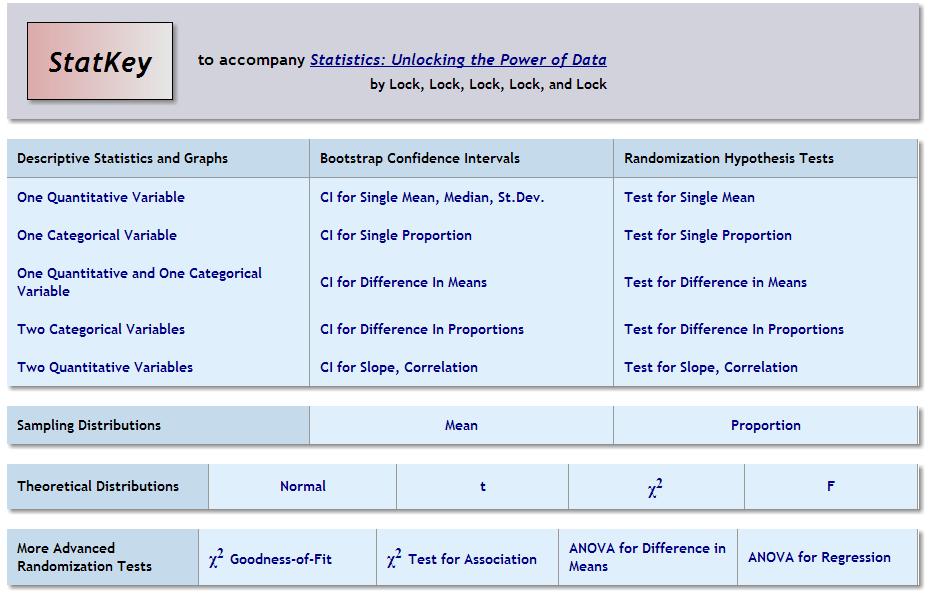 StatKey
to accompany Statistics: Unlocking the Power of Data
by Lock, Lock, Lock, Lock, and Lock
Descriptive Statistics and Graphs
Bootstrap Confidence Intervals
Randomization Hypothesis Tests
One Quantitative Variable
CI for Single Mean, Median, St.Dev.
Test for Single Mean
One Categorical Variable
CI for Single Proportion
Test for Single Proportion
One Quantitative and One Categorical
Variable
CI for Difference In Means
Test for Difference in Means
Two Categorical Variables
CI for Difference In Proportions
Test for Difference In Proportions
Two Quantitative Variables
CI for Slope, Correlation
Test for Slope, Correlation
Sampling Distributions
Mean
Proportion
Theoretical Distributions
Normal
t
χ²
F
More Advanced
Randomization Tests
χ² Goodness-of-Fit
χ² Test for Association
ANOVA for Difference in
Means
ANOVA for Regression